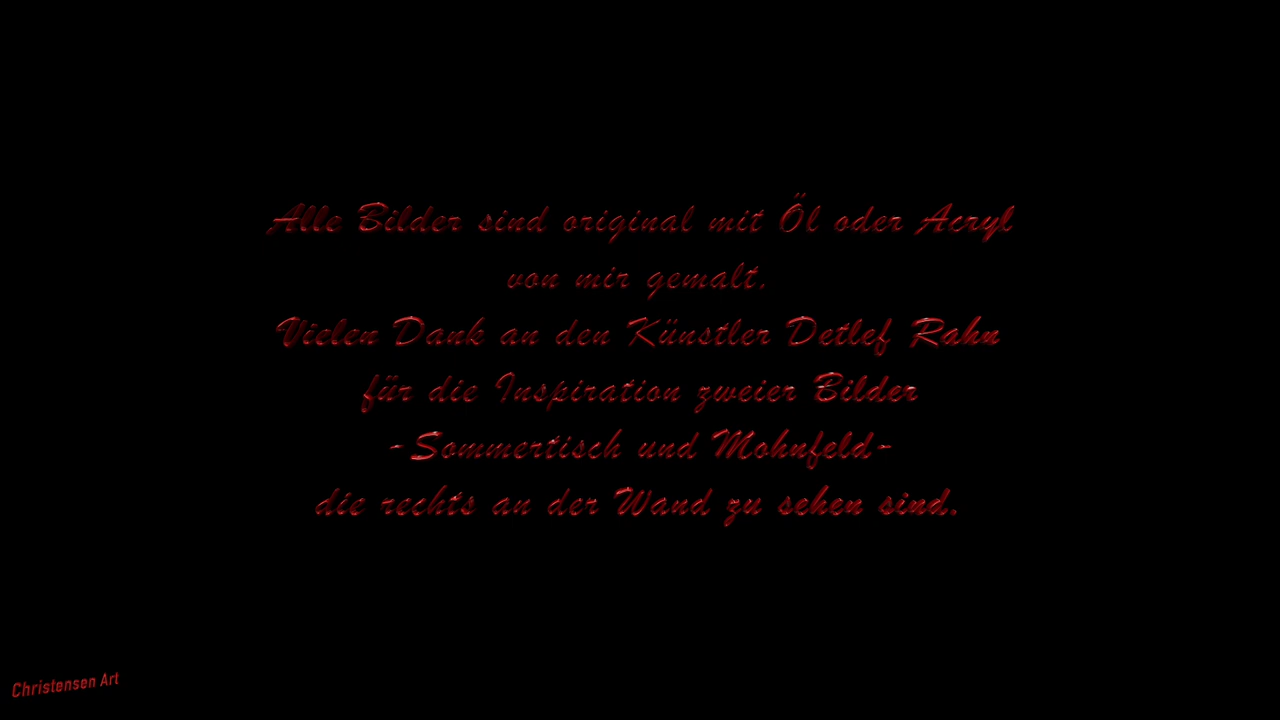 Alle Bilder sind original mit Öl oder Acryl
von mir gemalt.
Vielen Dank an den Künstler Detlef Rahn
für die Inspiration zweier Bilder
-Sommertisch und Mohnfeld-
die rechts an der Wand zu sehen sind.
Christensen Art